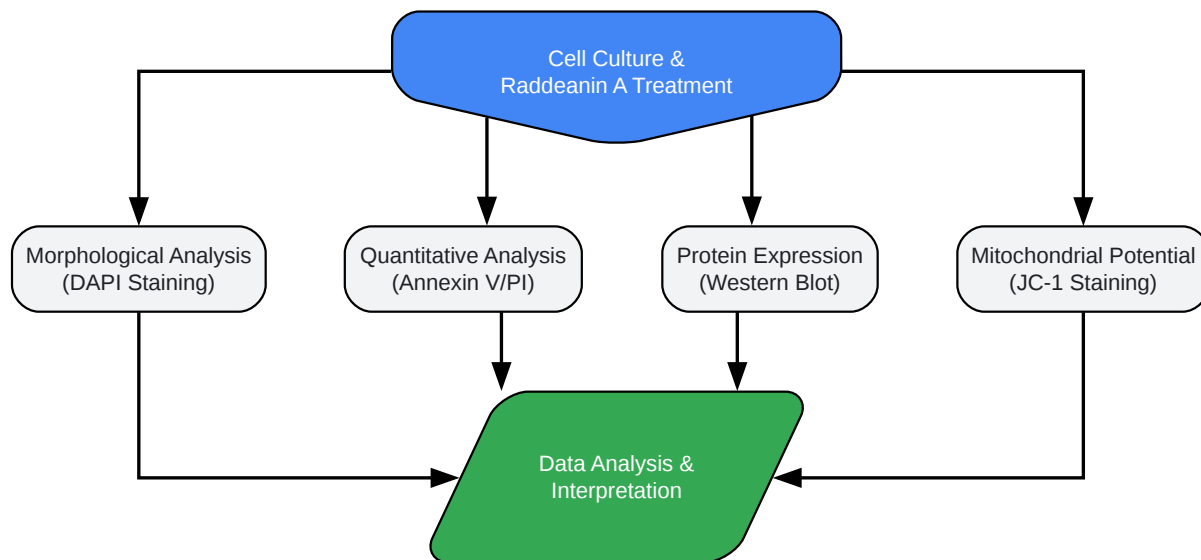 Cell Culture &
Raddeanin A Treatment
Morphological Analysis
(DAPI Staining)
Quantitative Analysis
(Annexin V/PI)
Protein Expression
(Western Blot)
Mitochondrial Potential
(JC-1 Staining)
Data Analysis &
Interpretation